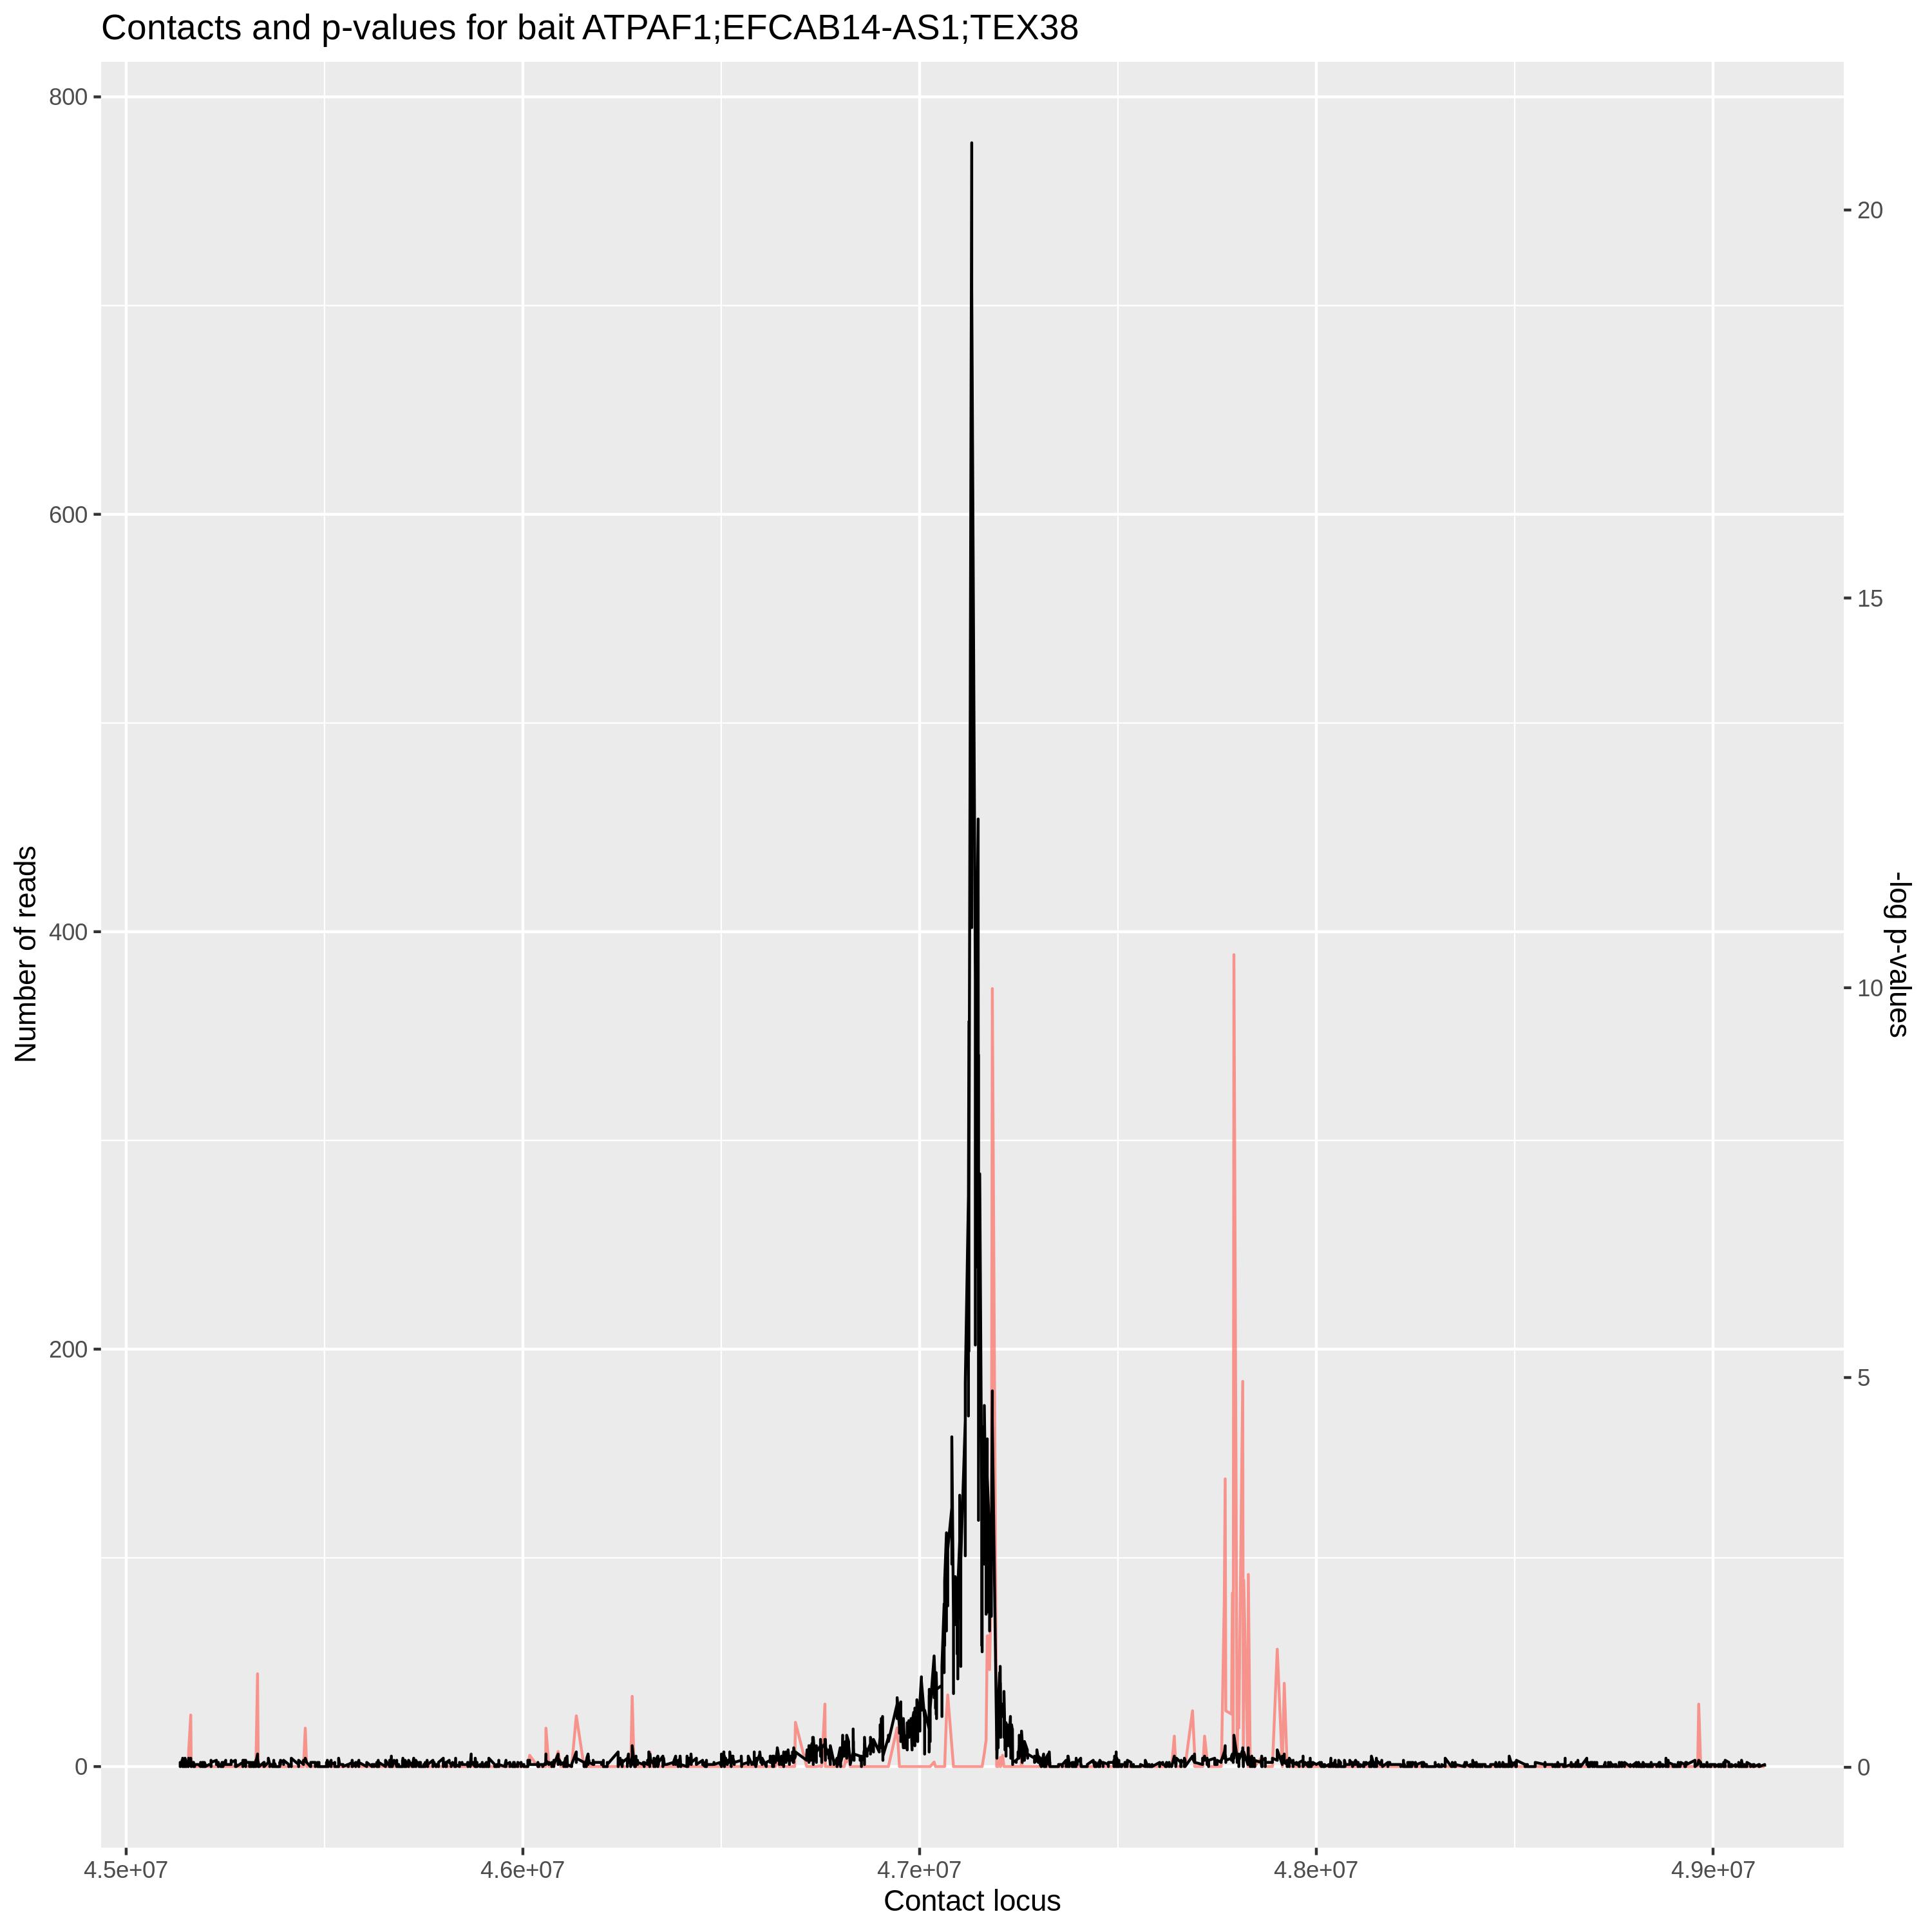 Contacts and p-values for bait ATPAF1;EFCAB14-AS1;TEX38
800
600
400
200
0
Number of reads
20
15
10
5
0
-log p-values
4.5e+07
4.6e+07
4.7e+07
4.8e+07
4.9e+07
Contact locus